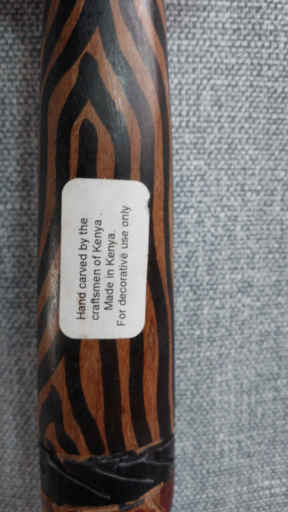 Hand carved by the
craftsmen of Kenya .
Made in Kenya.
For decorative use only